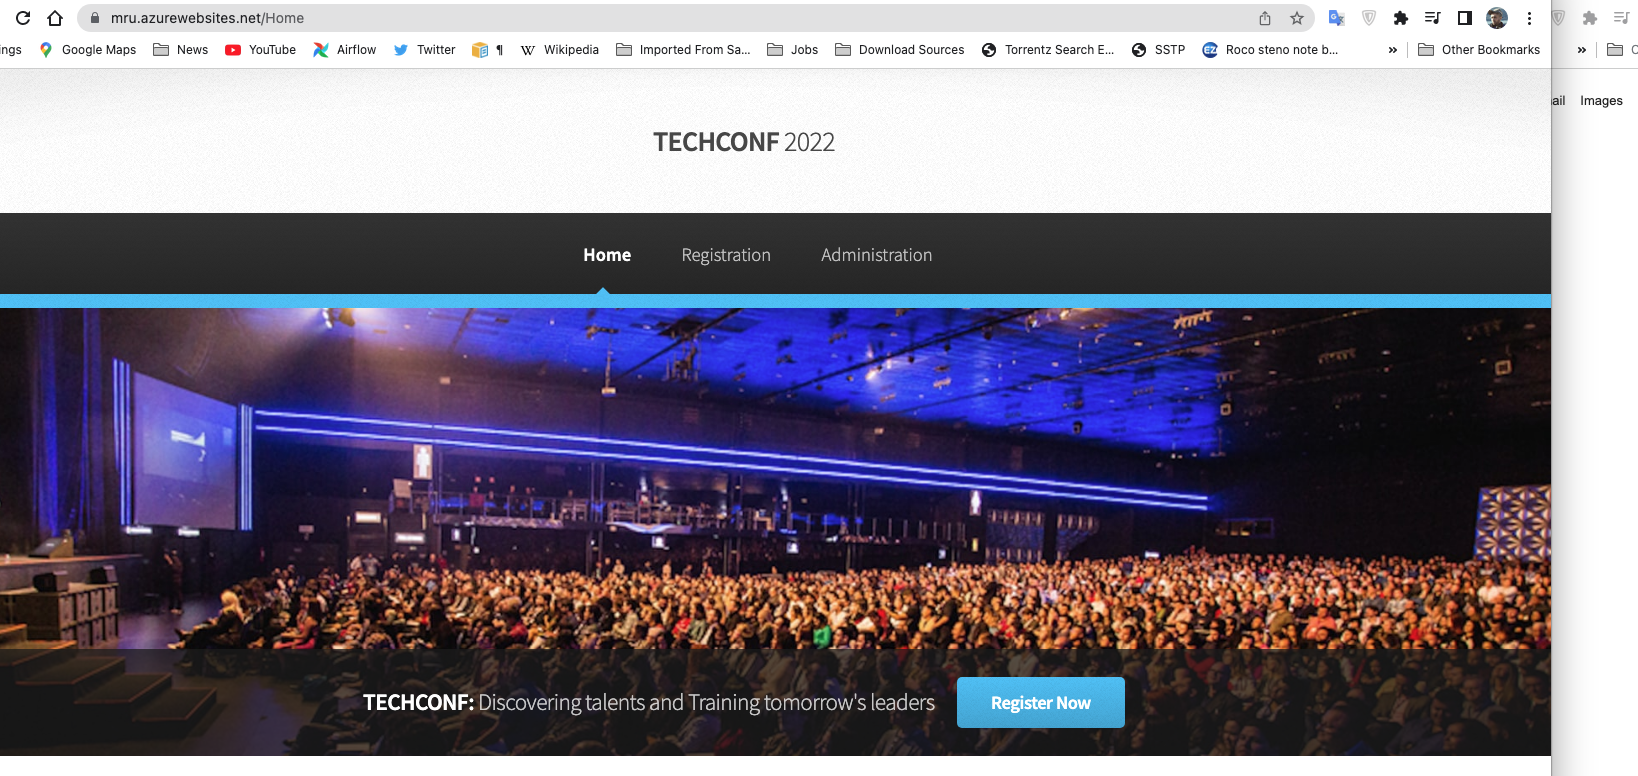 mru.azurewebsites.net/Home
ngs Google Maps News YouTube Airflow Twitter ¶ Wikipedia Imported From Sa... Jobs Download Sources Torrentz Search E... SSTP Roco steno note b... » Other Bookmarks »
ail Images
TECHCONF 2022
Home Registration Administration
TECHCONF: Discovering talents and Training tomorrow's leaders Register Now